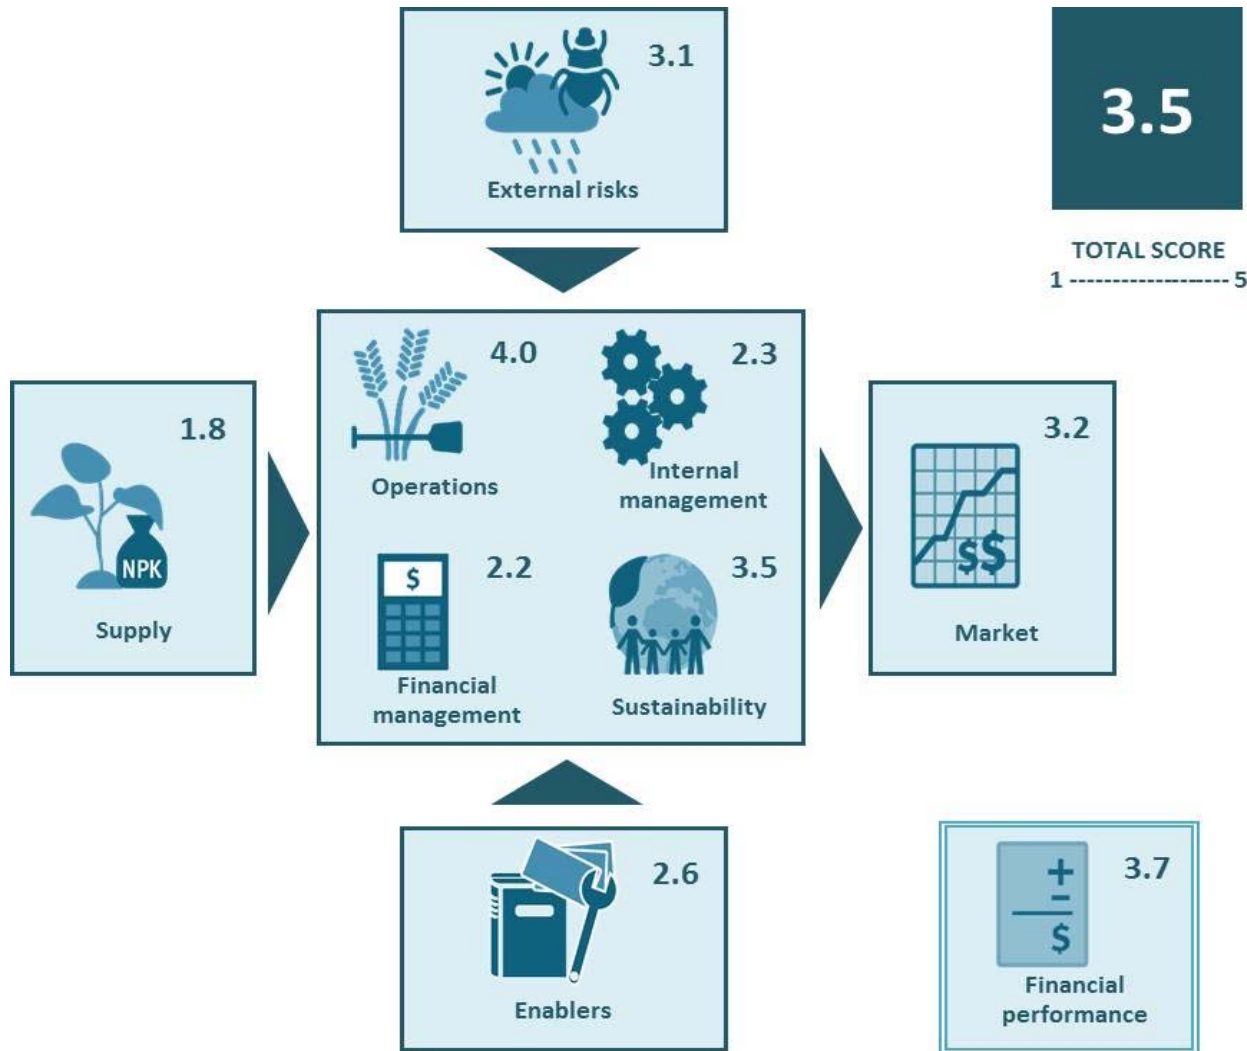 3.1
External risks
3.5
TOTAL SCORE
1 ------------------- 5
4.0
Operations
2.3
Internal
management
1.8
NPK
Supply
2.2
$
Financial
management
3.5
Sustainability
3.2
$$
Market
2.6
Enablers
3.7
+
-
$
Financial
performance